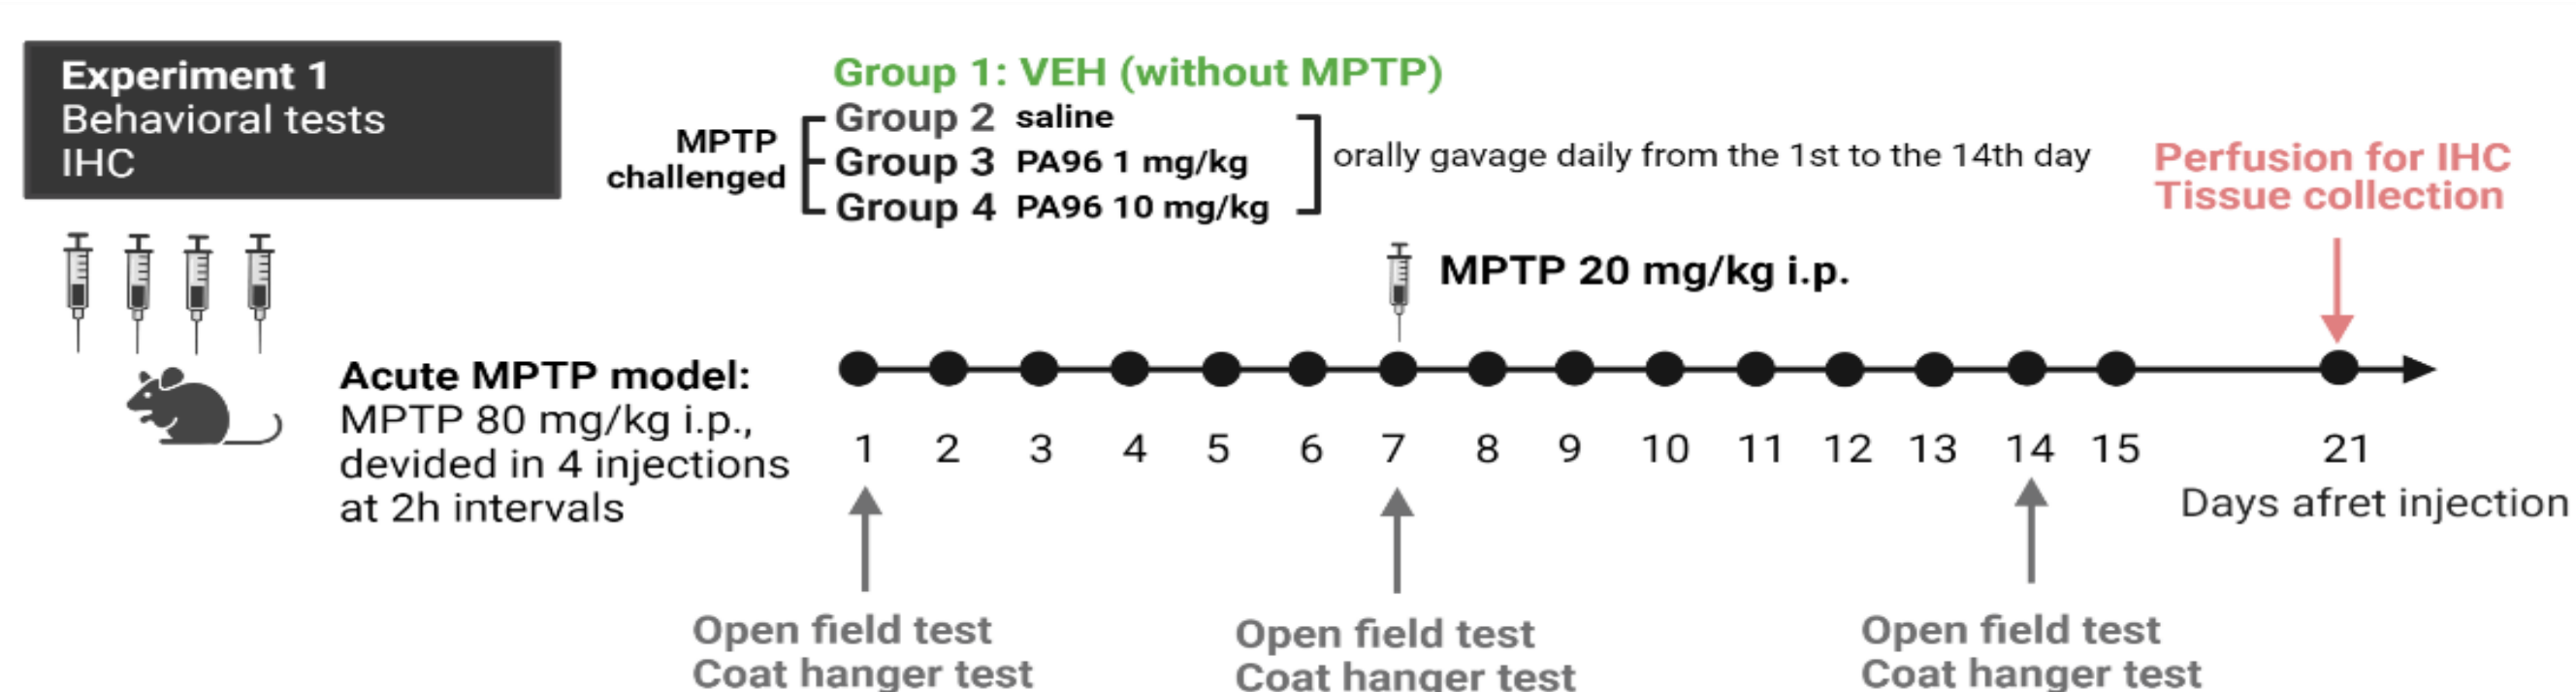 Experiment 1
Behavioral tests
IHC
Group 1: VEH (without MPTP)
MPTP challenged
Group 2 saline
Group 3 PA96 1 mg/kg
Group 4 PA96 10 mg/kg
orally gavage daily from the 1st to the 14th day
Perfusion for IHC
Tissue collection
MPTP 20 mg/kg i.p.
Acute MPTP model:
MPTP 80 mg/kg i.p.,
devided in 4 injections
at 2h intervals
1 2 3 4 5 6 7 8 9 10 11 12 13 14 15 21
Days afret injection
Open field test
Coat hanger test
Open field test
Coat hanger test
Open field test
Coat hanger test